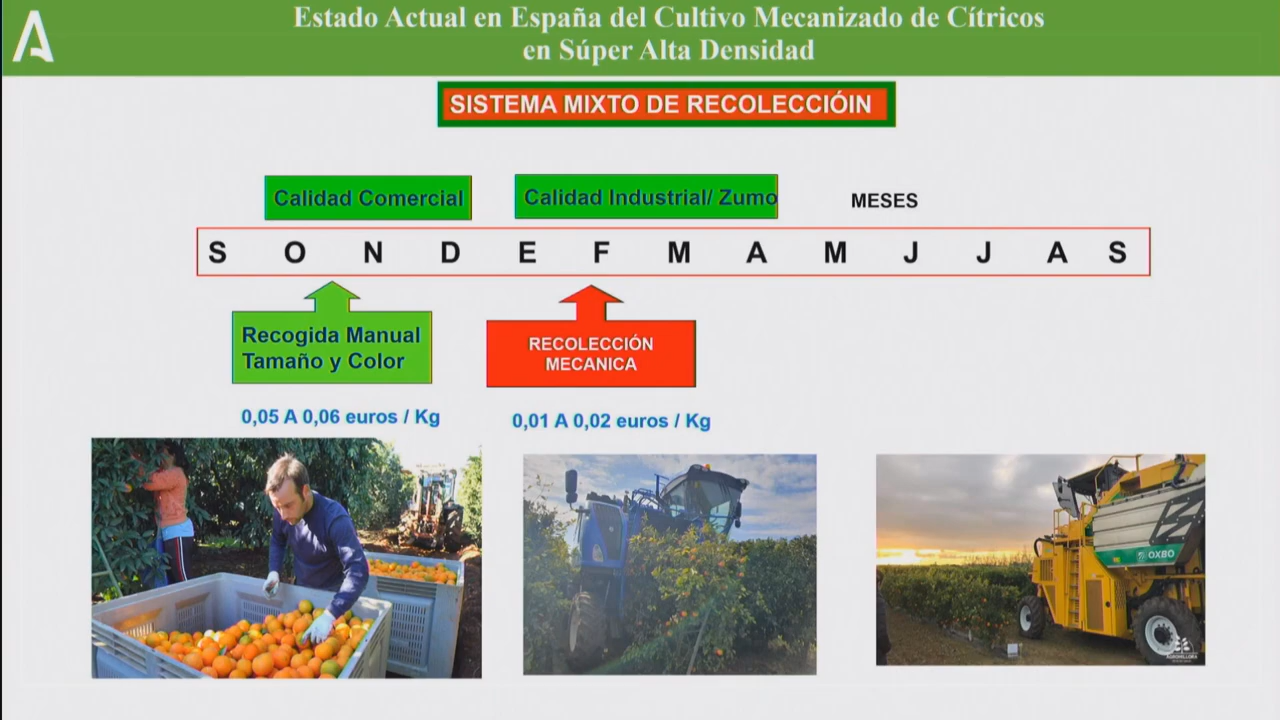 Estado Actual en España del Cultivo Mecanizado de Cítricos
en Súper Alta Densidad
SISTEMA MIXTO DE RECOLECCIÓIN
Calidad Comercial
Calidad Industrial/ Zumo
MESES
S O N D E F M A M J J A S
Recogida Manual
Tamaño y Color
RECOLECCIÓN
MECANICA
0,05 A 0,06 euros / Kg
0,01 A 0,02 euros / Kg
OXBO
AGROMILLORA